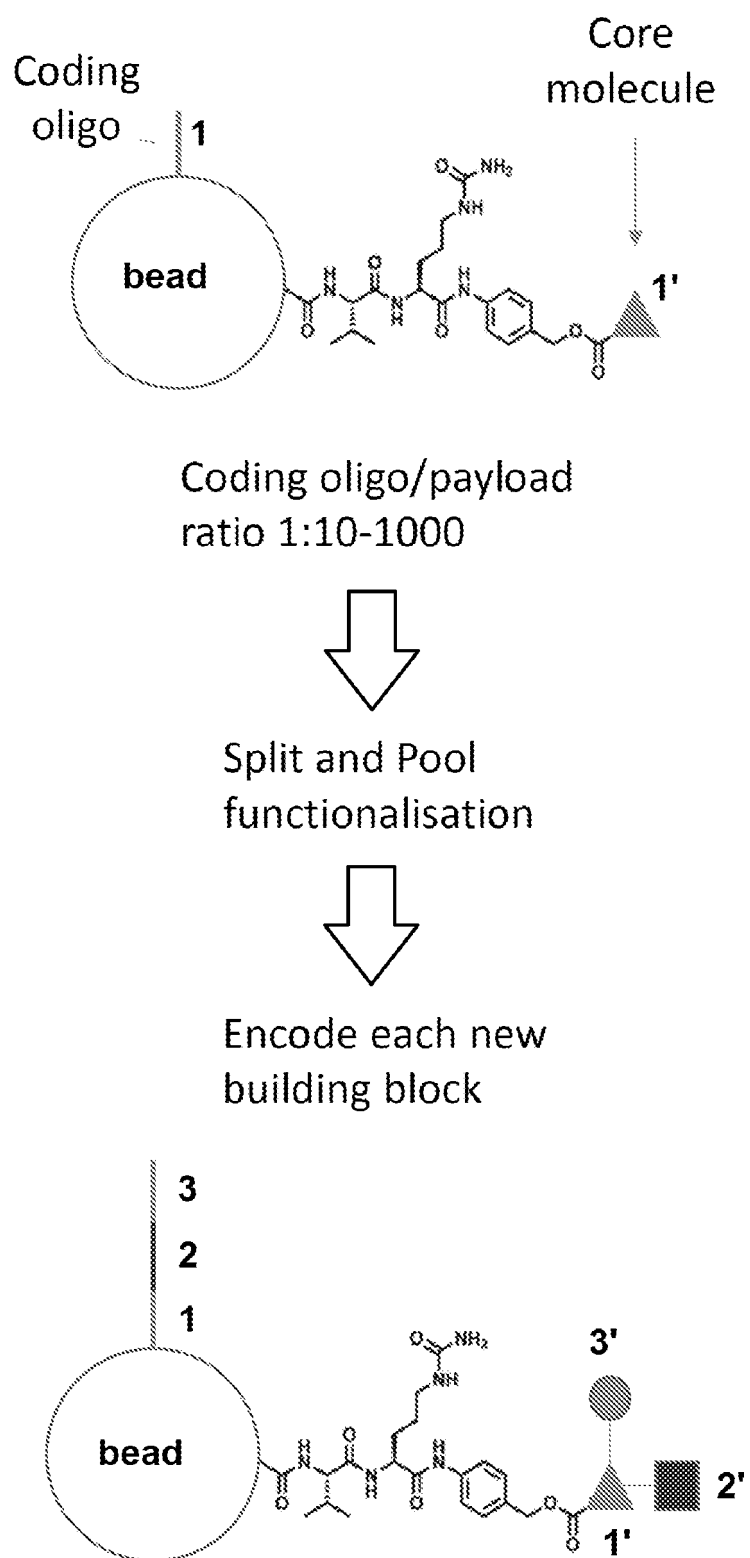 Core
molecule
Coding
oligo
1
O
NH₂
NH
bead
H
N
O
H
N
1'
O
N
H
O
O
O
Coding oligo/payload
ratio 1:10-1000
Split and Pool
functionalisation
Encode each new
building block
3
2
1
O
NH₂
NH
3'
bead
H
N
O
H
N
2'
O
N
H
O
O
O
1'